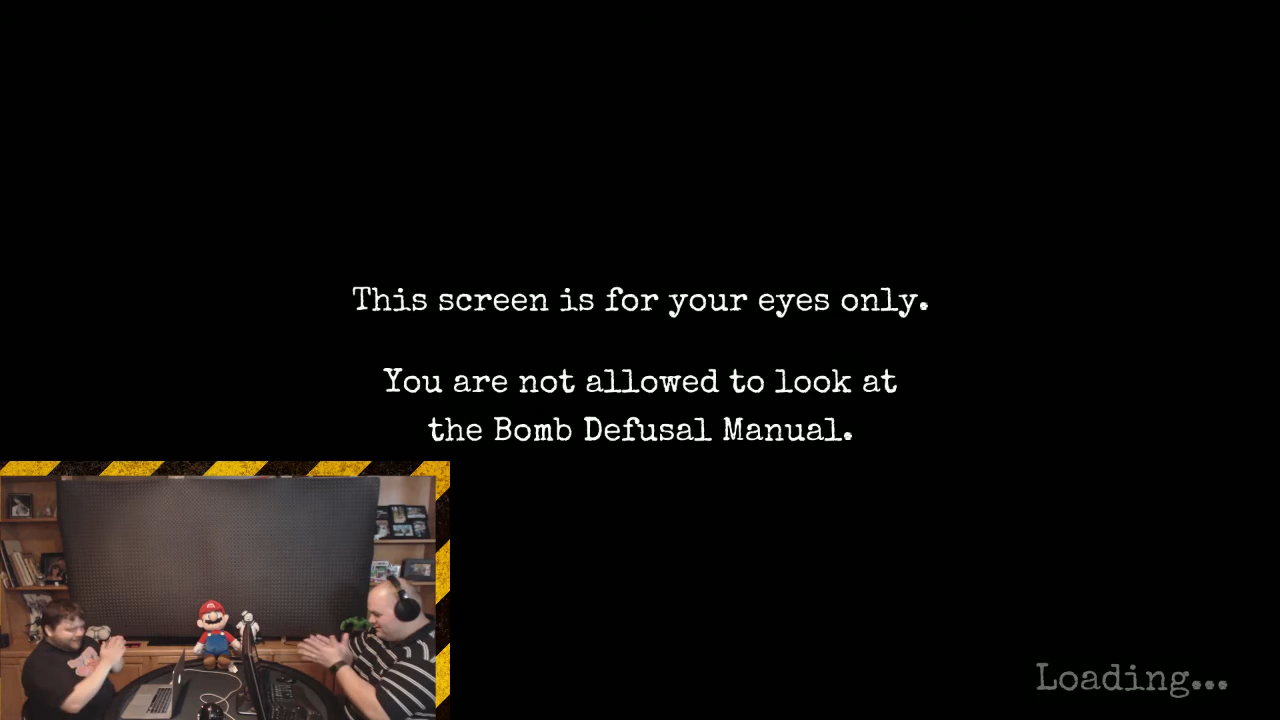 This screen is for your eyes only.
You are not allowed to look at
the Bomb Defusal Manual.
Loading...